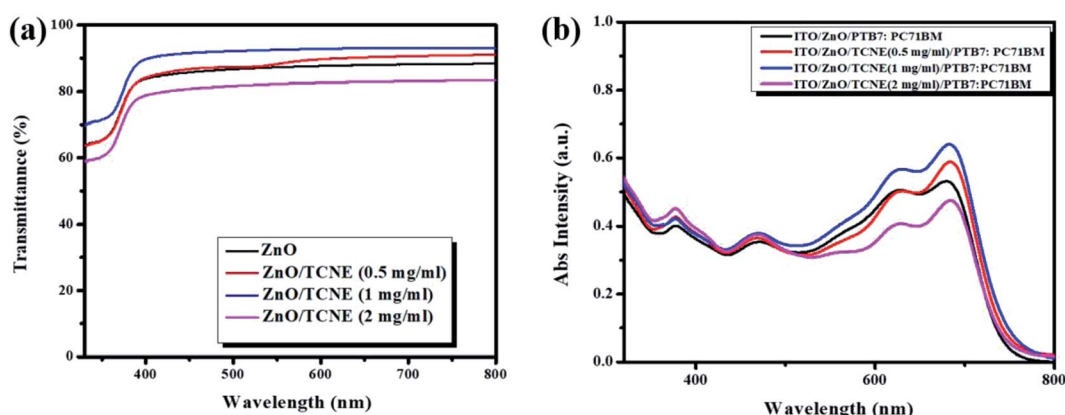 (a)
Transmittannce (%)
100
80
60
40
20
0
ZnO
ZnO/TCNE (0.5 mg/ml)
ZnO/TCNE (1 mg/ml)
ZnO/TCNE (2 mg/ml)
400
500
600
700
800
Wavelength (nm)
(b)
Abs Intensity (a.u.)
1.0
0.8
0.6
0.4
0.2
0.0
ITO/ZnO/PTB7: PC71BM
ITO/ZnO/TCNE(0.5 mg/ml)/PTB7: PC71BM
ITO/ZnO/TCNE(1 mg/ml)/PTB7:PC71BM
ITO/ZnO/TCNE(2 mg/ml)/PTB7:PC71BM
400
600
800
Wavelength (nm)